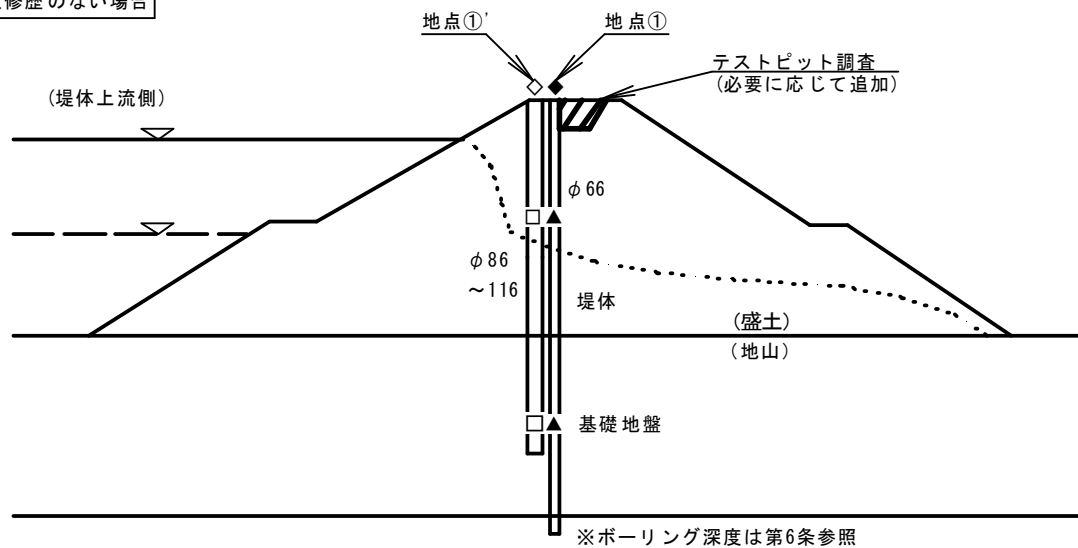 修歴のない場合
地点①'
地点①
テストピット調査
(必要に応じて追加)
(堤体上流側)
φ66
φ86
～116
堤体
(盛土)
(地山)
基礎地盤
※ボーリング深度は第6条参照